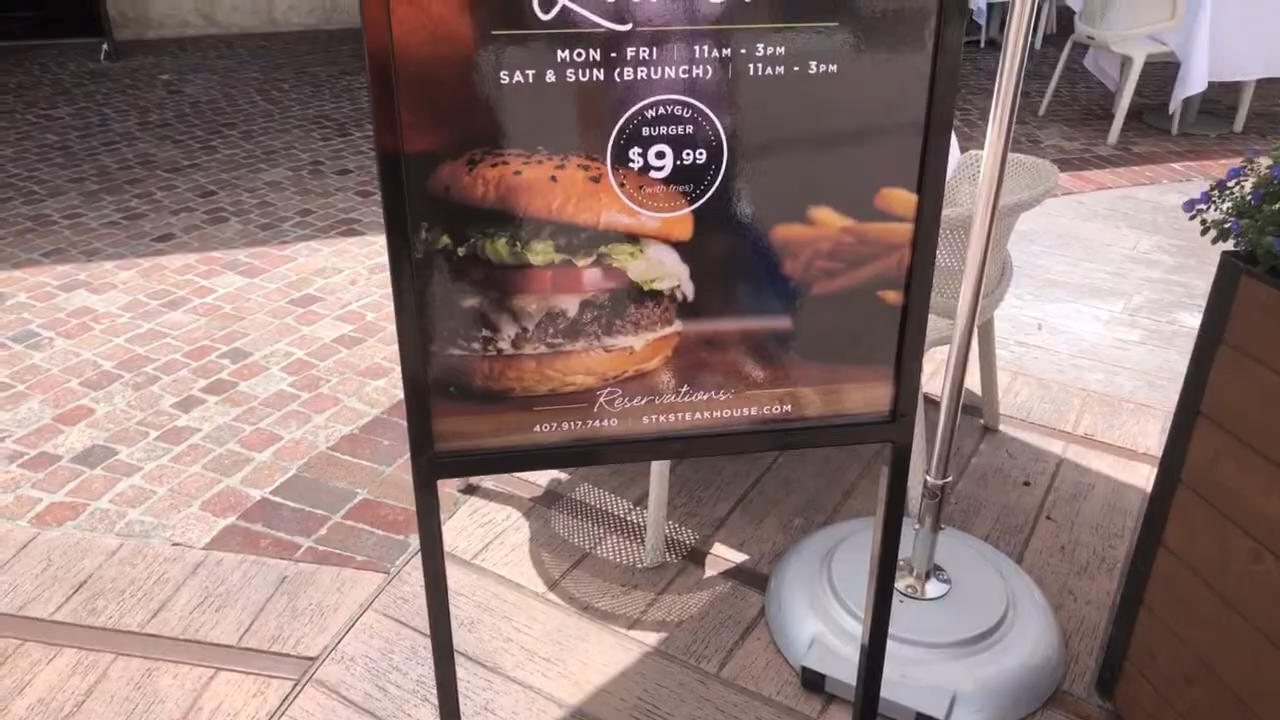 MON - FRI | 11AM - 3PM
SAT & SUN (BRUNCH) | 11AM - 3PM
WAYGU
BURGER
$9.99
(with fries)
Reservations:
407.917.7440 | STKSTEAKHOUSE.COM